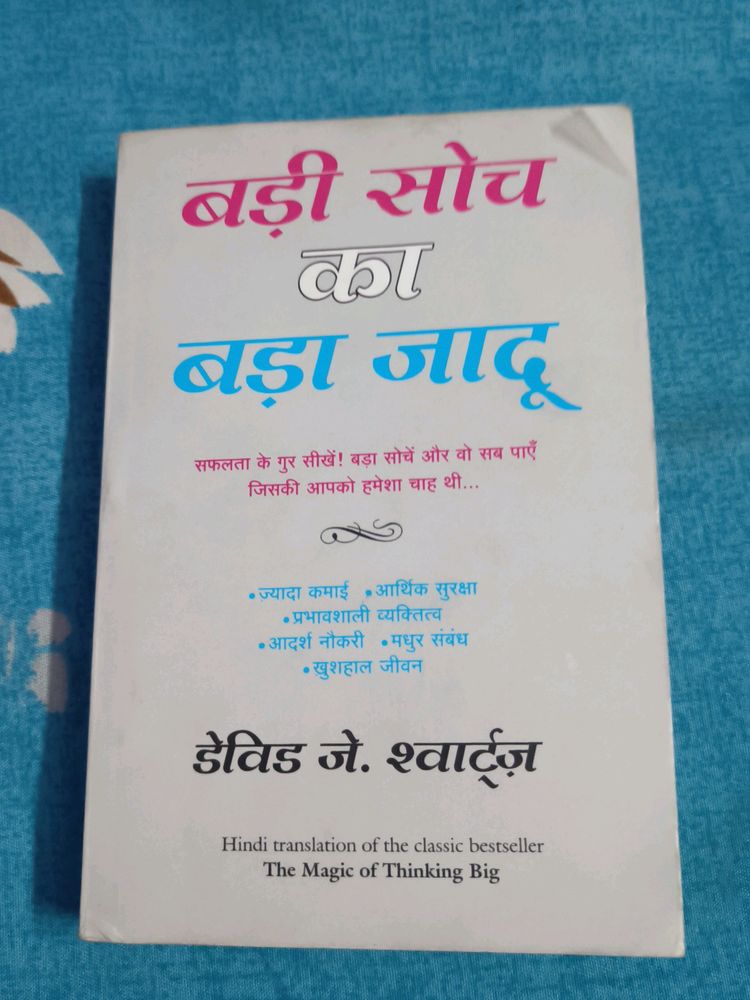 बड़ी सोच
का
बड़ा जादू
सफलता के गुर सीखें! बड़ा सोचें और वो सब पाएँ
जिसकी आपको हमेशा चाह थी...
•ज़्यादा कमाई •आर्थिक सुरक्षा
•प्रभावशाली व्यक्तित्व
•आदर्श नौकरी •मधुर संबंध
•खुशहाल जीवन
डेविड जे. श्वार्ट्ज़
Hindi translation of the classic bestseller
The Magic of Thinking Big